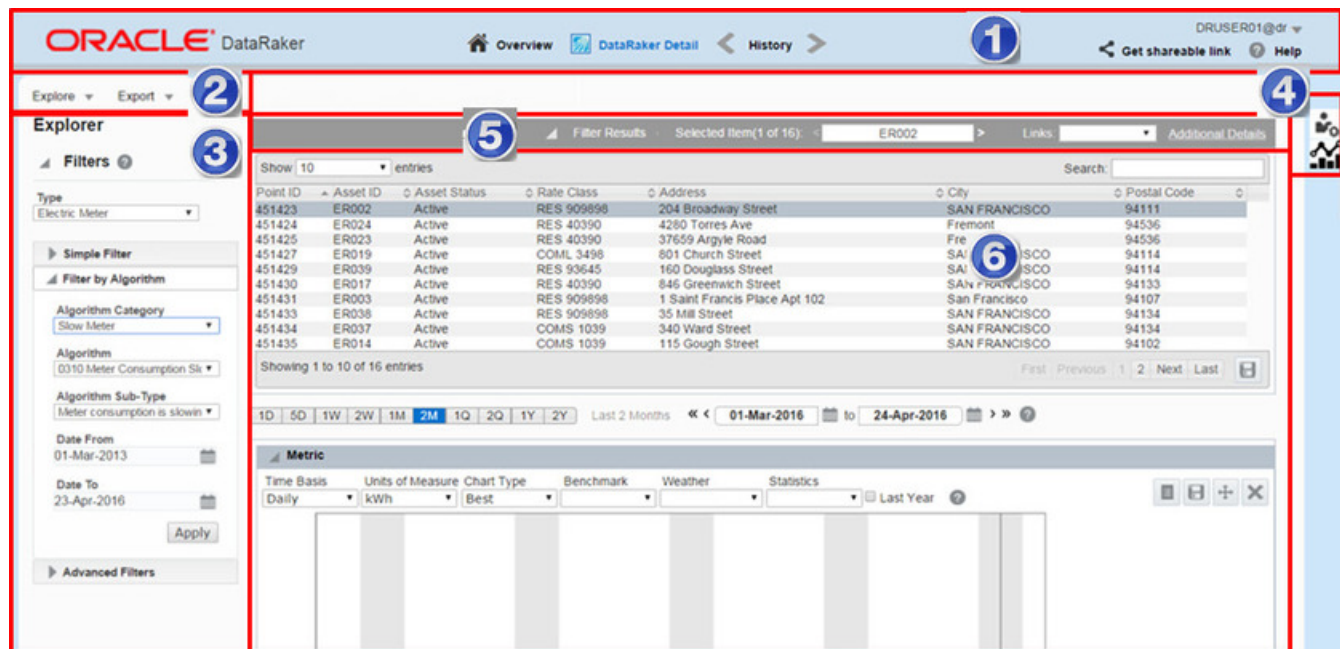 ORACLE DataRaker
Overview DataRaker Detail History
1
DRUSER01@dr
Get shareable link Help
Explore Export
2
4
Explorer
3
Filters
Type
Electric Meter
Simple Filter
Filter by Algorithm
Algorithm Category
Slow Meter
Algorithm
0310 Meter Consumption
Algorithm Sub-Type
Meter consumption is slowin
Date From
01-Mar-2013
Date To
23-Apr-2016
Apply
Advanced Filters
5
Filter Results - Selected Item(1 of 16): < ER002 > Links Additional Details
Show 10 entries Search:
Point ID Asset ID Asset Status Rate Class Address City Postal Code
451423 ER002 Active RES 909898 204 Broadway Street SAN FRANCISCO 94111
451424 ER024 Active RES 40390 4280 Torres Ave Fremont 94536
451425 ER023 Active RES 40390 37659 Argyle Road Fre 94536
451427 ER019 Active COML 3498 801 Church Street SA ISCO 94114
451429 ER039 Active RES 93645 160 Douglass Street SA ISCO 94114
451430 ER017 Active RES 40390 846 Greenwich Street SAN FRANCISCO 94133
451431 ER003 Active RES 909898 1 Saint Francis Place Apt 102 San Francisco 94107
451433 ER038 Active RES 909898 35 Mill Street SAN FRANCISCO 94134
451434 ER037 Active COMS 1039 340 Ward Street SAN FRANCISCO 94134
451435 ER014 Active COMS 1039 115 Gough Street SAN FRANCISCO 94102
6
Showing 1 to 10 of 16 entries First Previous 1 2 Next Last
1D 5D 1W 2W 1M 2M 1Q 2Q 1Y 2Y Last 2 Months « < 01-Mar-2016 to 24-Apr-2016 > »
Metric
Time Basis Units of Measure Chart Type Benchmark Weather Statistics
Daily kWh Best Last Year